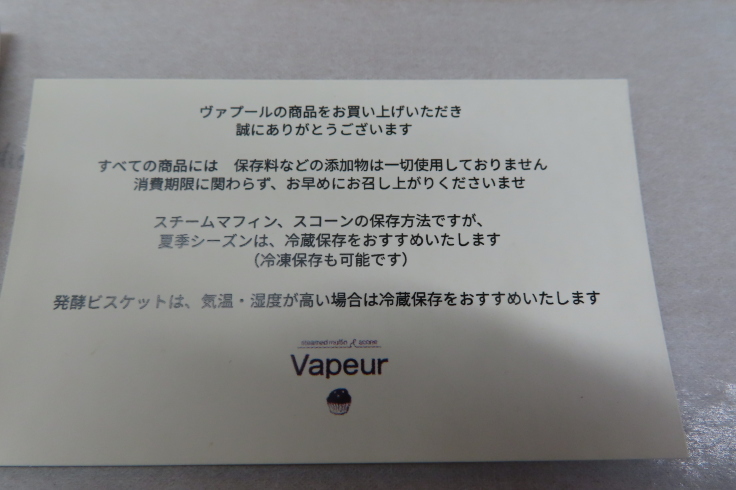 ヴァプールの商品をお買い上げいただき
誠にありがとうございます
すべての商品には　保存料などの添加物は一切使用しておりません
消費期限に関わらず、お早めにお召し上がりくださいませ
スチームマフィン、スコーンの保存方法ですが、
夏季シーズンは、冷蔵保存をおすすめいたします
（冷凍保存も可能です）
発酵ビスケットは、気温・湿度が高い場合は冷蔵保存をおすすめいたします
steamed muffin & scone
Vapeur